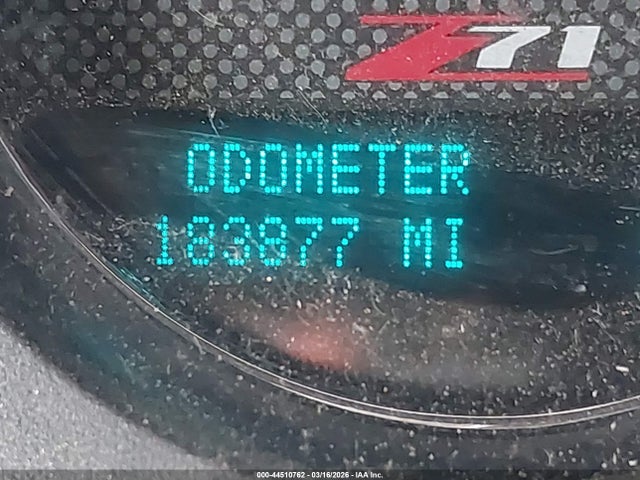 Z71
ODOMETER
183877 MI
000-44510762 - 03/16/2026 - IAA Inc.